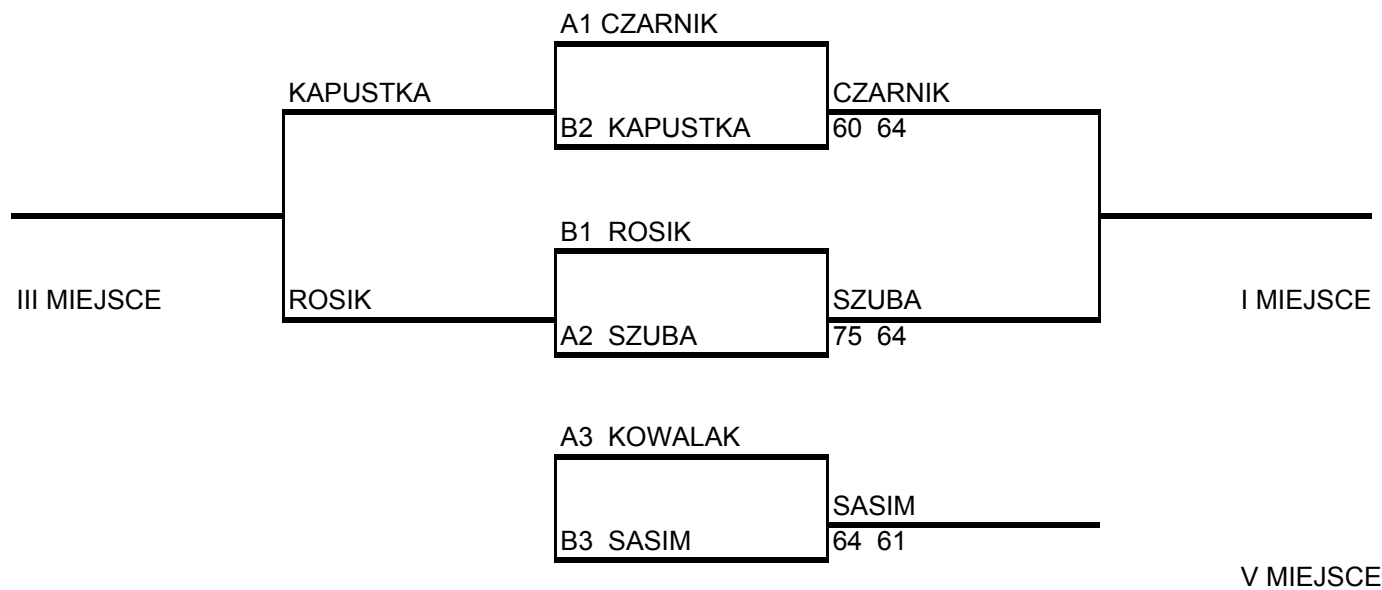 A1 CZARNIK
KAPUSTKA
CZARNIK
B2 KAPUSTKA
60 64
B1 ROSIK
III MIEJSCE
ROSIK
SZUBA
I MIEJSCE
A2 SZUBA
75 64
A3 KOWALAK
SASIM
B3 SASIM
64 61
V MIEJSCE